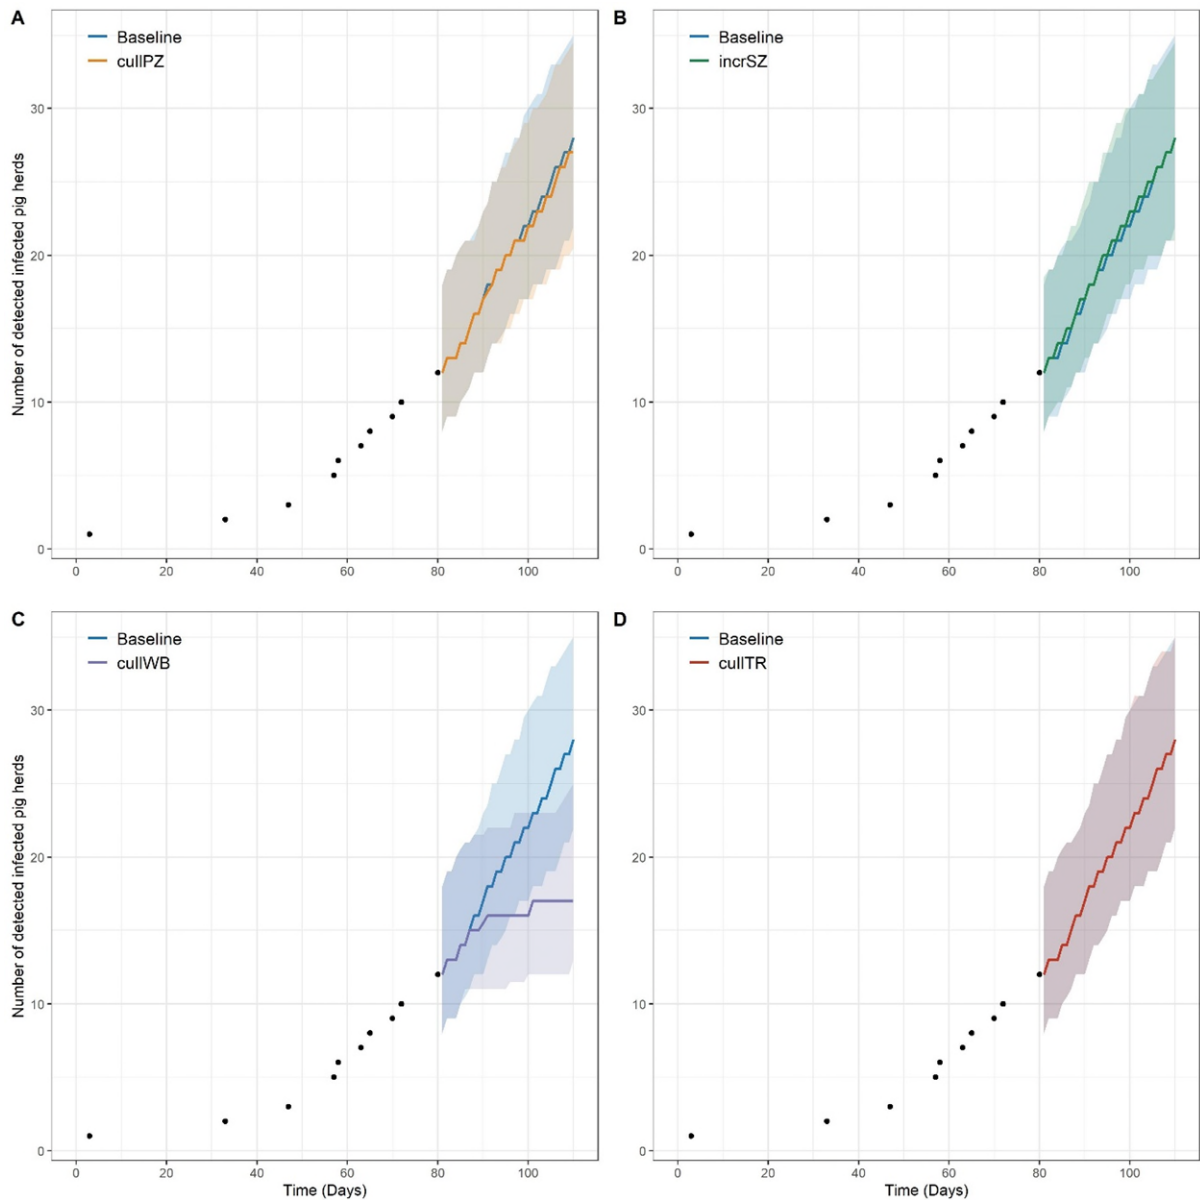 A
Baseline
cullPZ
Number of detected infected pig herds
30
20
10
0
0 20 40 60 80 100
B
Baseline
incrSZ
30
20
10
0
0 20 40 60 80 100
C
Baseline
cullWB
Number of detected infected pig herds
30
20
10
0
0 20 40 60 80 100
Time (Days)
D
Baseline
cullTR
30
20
10
0
0 20 40 60 80 100
Time (Days)